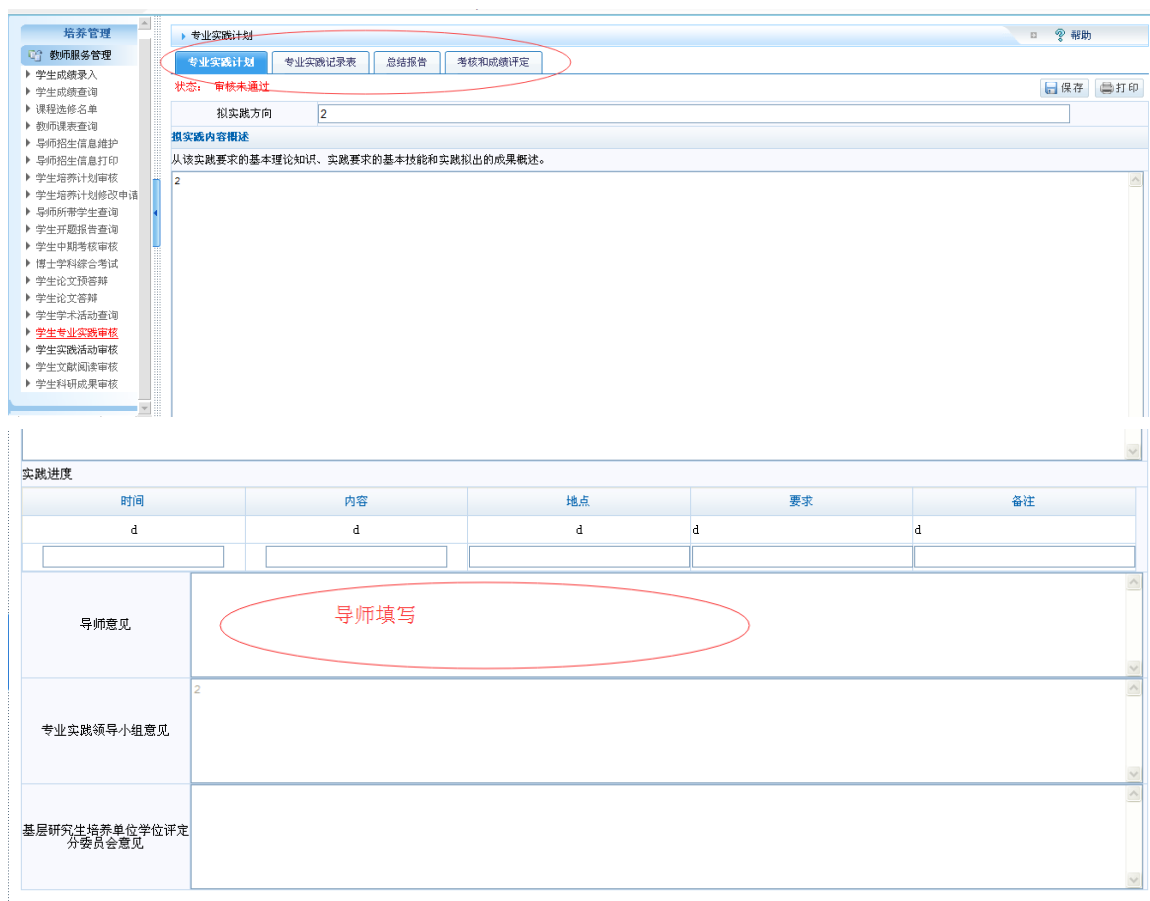 培养管理
教师服务管理
学生成绩录入
学生成绩查询
课程选修名单
教师课表查询
导师招生信息维护
导师招生信息打印
学生培养计划审核
学生培养计划修改申请
导师所带学生查询
学生开题报告查询
学生中期考核审核
博士学科综合考试
学生论文预答辩
学生论文答辩
学生学术活动查询
学生专业实践审核
学生实践活动审核
学生文献阅读审核
学生科研成果审核
专业实践计划 帮助
专业实践计划 专业实践记录表 总结报告 考核和成绩评定
状态： 审核未通过 保存 打印
拟实践方向 2
拟实践内容概述
从该实践要求的基本理论知识、实践要求的基本技能和实践拟出的成果概述。
2
实践进度
时间 内容 地点 要求 备注
d d d d d
导师意见 导师填写
专业实践领导小组意见 2
基层研究生培养单位学位评定
分委员会意见